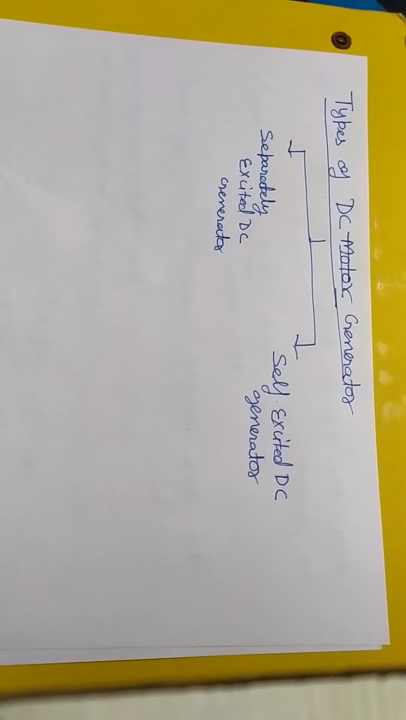 Types of DC Motor Generator
Separately
Excited DC
Generator
Self. Excited DC
generator